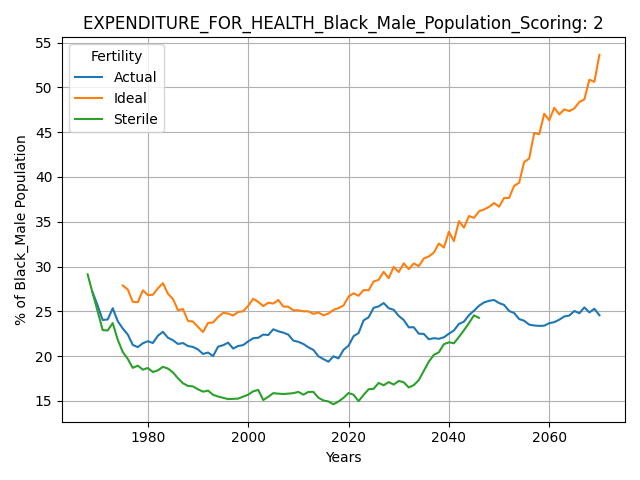 EXPENDITURE_FOR_HEALTH_Black_Male_Population_Scoring: 2
Fertility
Actual
Ideal
Sterile
% of Black_Male Population
55
50
45
40
35
30
25
20
15
1980 2000 2020 2040 2060
Years